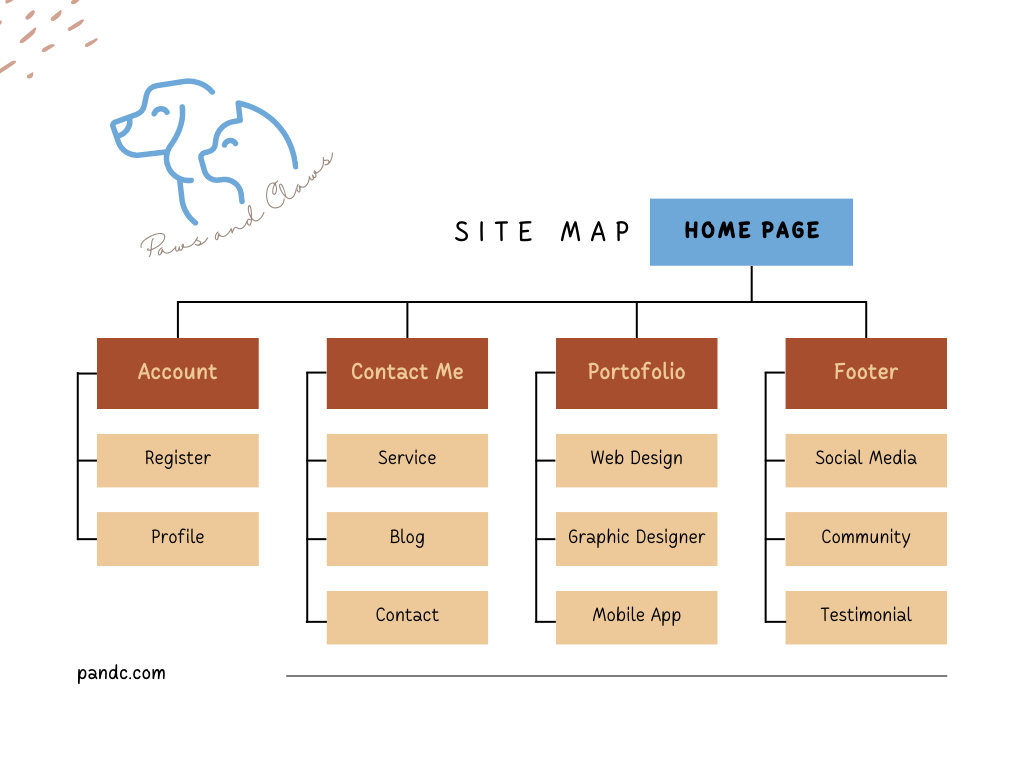 Paws and Claws
SITE MAP
HOME PAGE
Account
Register
Profile
Contact Me
Service
Blog
Contact
Portofolio
Web Design
Graphic Designer
Mobile App
Footer
Social Media
Community
Testimonial
pandc.com